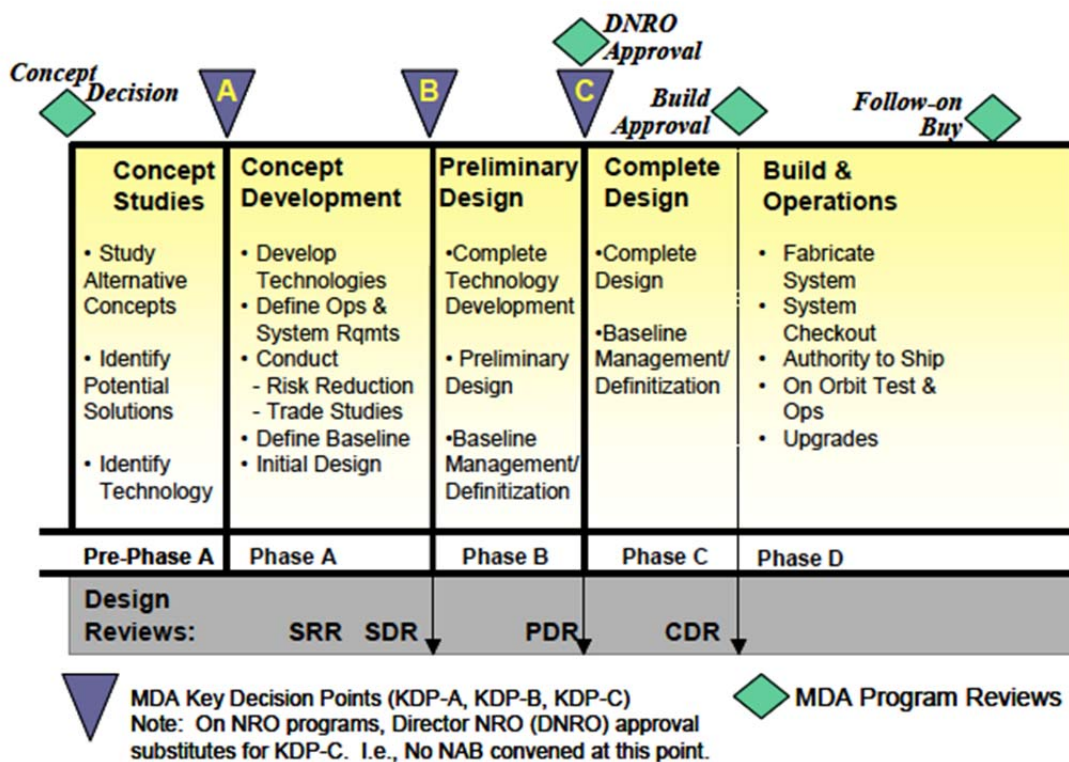 DNRO
Approval
Concept
Decision
A
B
C
Build
Approval
Follow-on
Buy
Concept
Studies
• Study
Alternative
Concepts
• Identify
Potential
Solutions
• Identify
Technology
Concept
Development
• Develop
Technologies
• Define Ops &
System Rqmts
• Conduct
- Risk Reduction
- Trade Studies
• Define Baseline
• Initial Design
Preliminary
Design
•Complete
Technology
Development
• Preliminary
Design
•Baseline
Management/
Definitization
Complete
Design
•Complete
Design
•Baseline
Management/
Definitization
Build &
Operations
• Fabricate
System
• System
Checkout
• Authority to Ship
• On Orbit Test &
Ops
• Upgrades
Pre-Phase A
Phase A
Phase B
Phase C
Phase D
Design
Reviews:
SRR
SDR
PDR
CDR
MDA Key Decision Points (KDP-A, KDP-B, KDP-C)
Note: On NRO programs, Director NRO (DNRO) approval
substitutes for KDP-C. I.e., No NAB convened at this point.
MDA Program Reviews